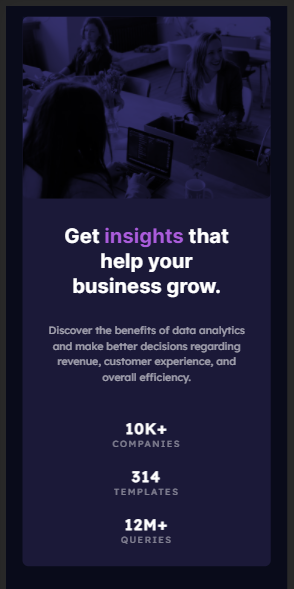 Get insights that
help your
business grow.
Discover the benefits of data analytics
and make better decisions regarding
revenue, customer experience, and
overall efficiency.
10K+
COMPANIES
314
TEMPLATES
12M+
QUERIES